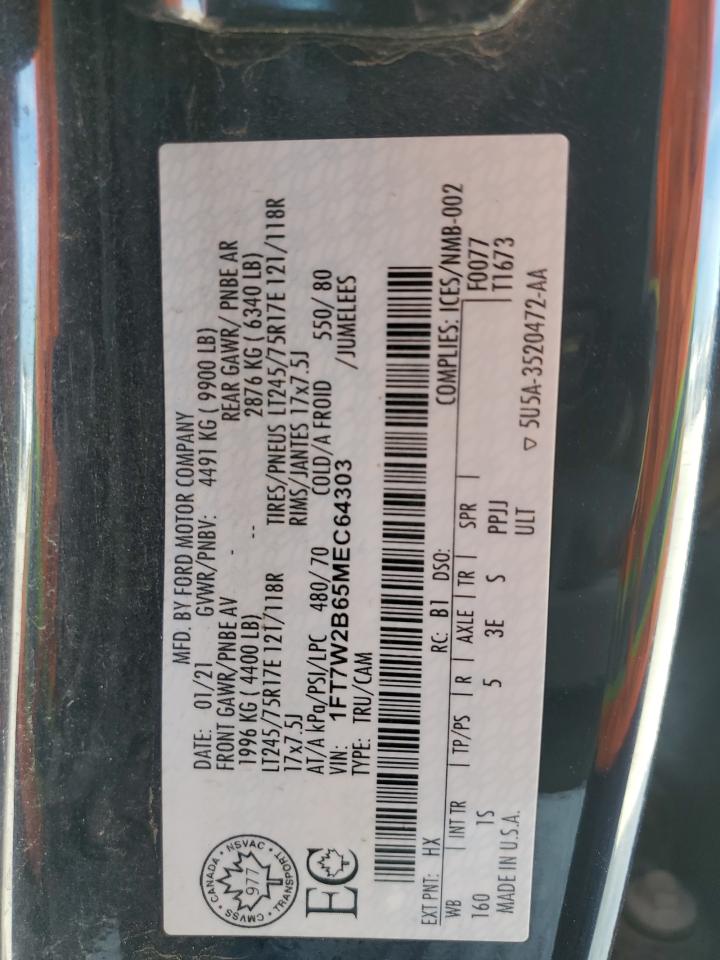 MFD. BY FORD MOTOR COMPANY
DATE: 01/21 GVWR/PNBV: 4491 KG ( 9900 LB)
FRONT GAWR/PNBE AV - REAR GAWR/ PNBE AR
1996 KG ( 4400 LB) -- 2876 KG ( 6340 LB)
LT245/75R17E 121/118R TIRES/PNEUS LT245/75R17E 121/118R
17x7.5J RIMS/JANTES 17x7.5J
AT/A kPa/PSI/LPC 480/ 70 COLD/A FROID 550/ 80
VIN: 1FT7W2B65MEC64303 /JUMELEES
TYPE: TRU/CAM
CMVSS • CANADA • NSVAC • TRANSPORT
977
EC
EXT PNT: HX RC: B1 DSO: COMPLIES: ICES/NMB-002
WB | INT TR | TP/PS | R | AXLE | TR | SPR | F0077
160 1S 5 3E S PPJJ T1673
MADE IN U.S.A. ULT
▽ 5U5A-3520472-AA